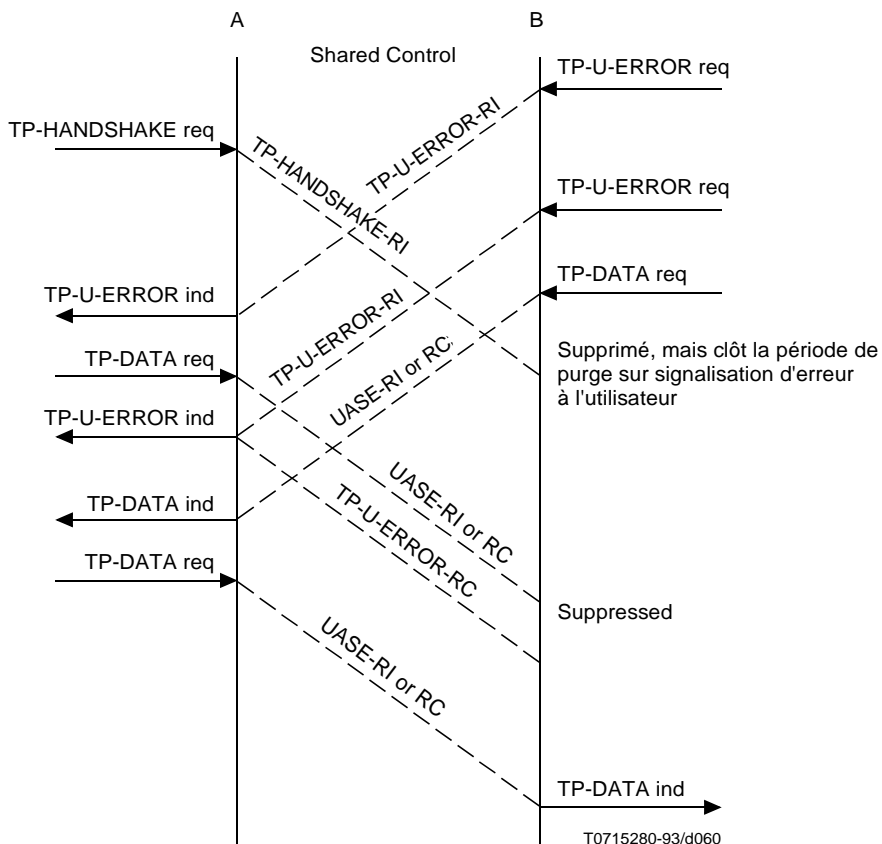 A
B
Shared Control
TP-U-ERROR req
TP-HANDSHAKE req
TP-U-ERROR-RI
TP-HANDSHAKE-RI
TP-U-ERROR req
TP-DATA req
TP-U-ERROR ind
TP-U-ERROR-RI
TP-DATA req
UASE-RI or RC
Supprimé, mais clôt la période de
purge sur signalisation d'erreur
à l'utilisateur
TP-U-ERROR ind
TP-DATA ind
UASE-RI or RC
TP-U-ERROR-RC
TP-DATA req
Suppressed
UASE-RI or RC
TP-DATA ind
T0715280-93/d060